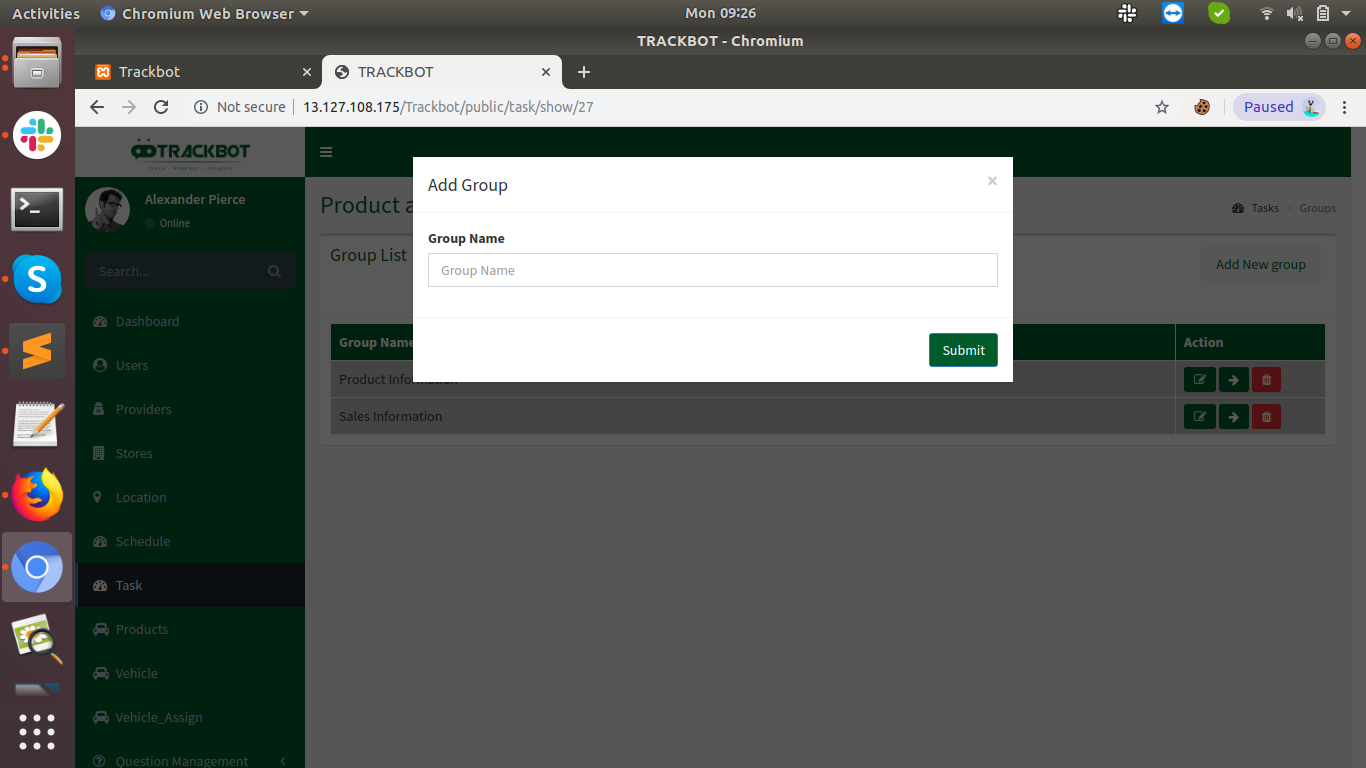 Activities
Chromium Web Browser
Mon 09:26
TRACKBOT - Chromium
Trackbot
TRACKBOT
Not secure
13.127.108.175/Trackbot/public/task/show/27
Paused
TRACKBOT
Alexander Pierce
Online
Search...
Dashboard
Users
Providers
Stores
Location
Schedule
Task
Products
Vehicle
Vehicle_Assign
Question Management
Product a
Tasks - Groups
Group List
Add New group
Add Group
×
Group Name
Group Name
Submit
Group Name
Action
Product Information
Sales Information